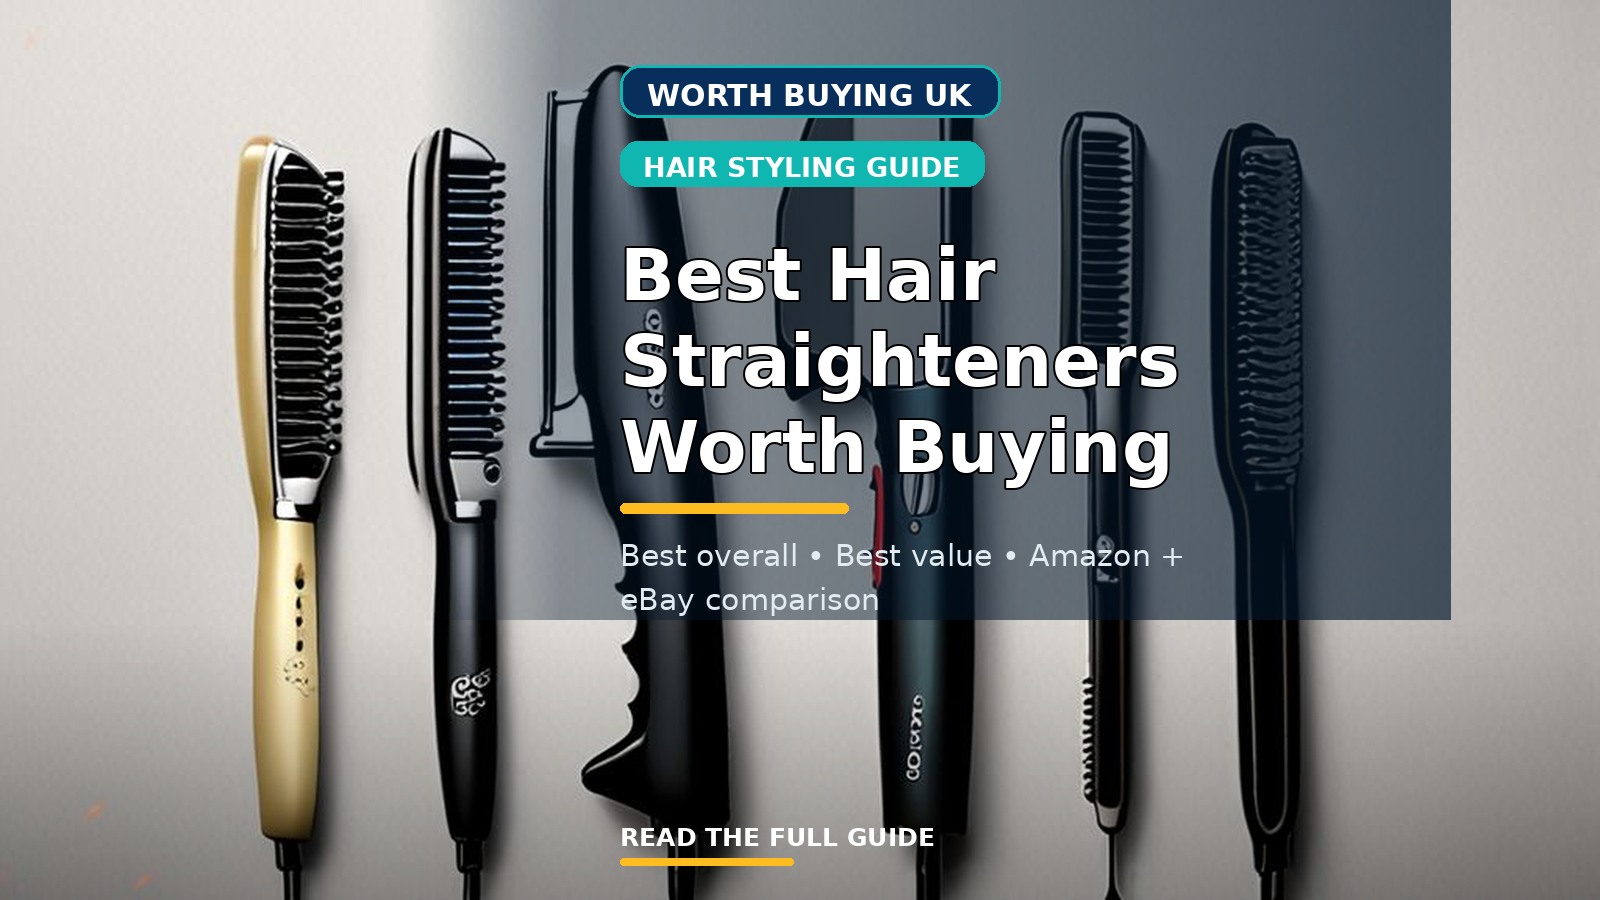 WORTH BUYING UK
HAIR STYLING GUIDE
Best Hair
Straighteners
Worth Buying
Best overall • Best value • Amazon +
eBay comparison
READ THE FULL GUIDE